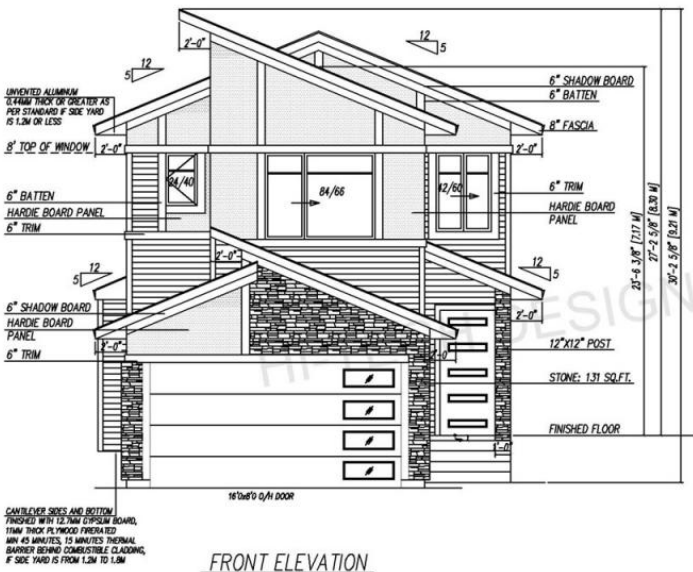 12
5
2'-0"
12
5
UNVENTED ALUMINUM
0.44MM THICK OR GREATER AS
PER STANDARD IF SIDE YARD
IS 1.2M OR LESS
6" SHADOW BOARD
6" BATTEN
8" FASCIA
8' TOP OF WINDOW
2'-0"
2'-0"
24/40
84/66
42/60
6" BATTEN
HARDIE BOARD PANEL
6" TRIM
6" TRIM
HARDIE BOARD
PANEL
23'-6 3/8" [7.17 M]
27'-2 5/8" [8.30 M]
30'-2 5/8" [9.21 M]
12
5
2'-0"
12
5
6" SHADOW BOARD
HARDIE BOARD
PANEL
6" TRIM
2'-0"
2'-0"
2'-0"
12"X12" POST
STONE: 131 SQ.FT.
FINISHED FLOOR
1'-0"
16'0x8'0 O/H DOOR
CANTILEVER SIDES AND BOTTOM
FINISHED WITH 12.7MM GYPSUM BOARD,
11MM THICK PLYWOOD FIRERATED
MIN 45 MINUTES, 15 MINUTES THERMAL
BARRIER BEHIND COMBUSTIBLE CLADDING,
IF SIDE YARD IS FROM 1.2M TO 1.8M
FRONT ELEVATION